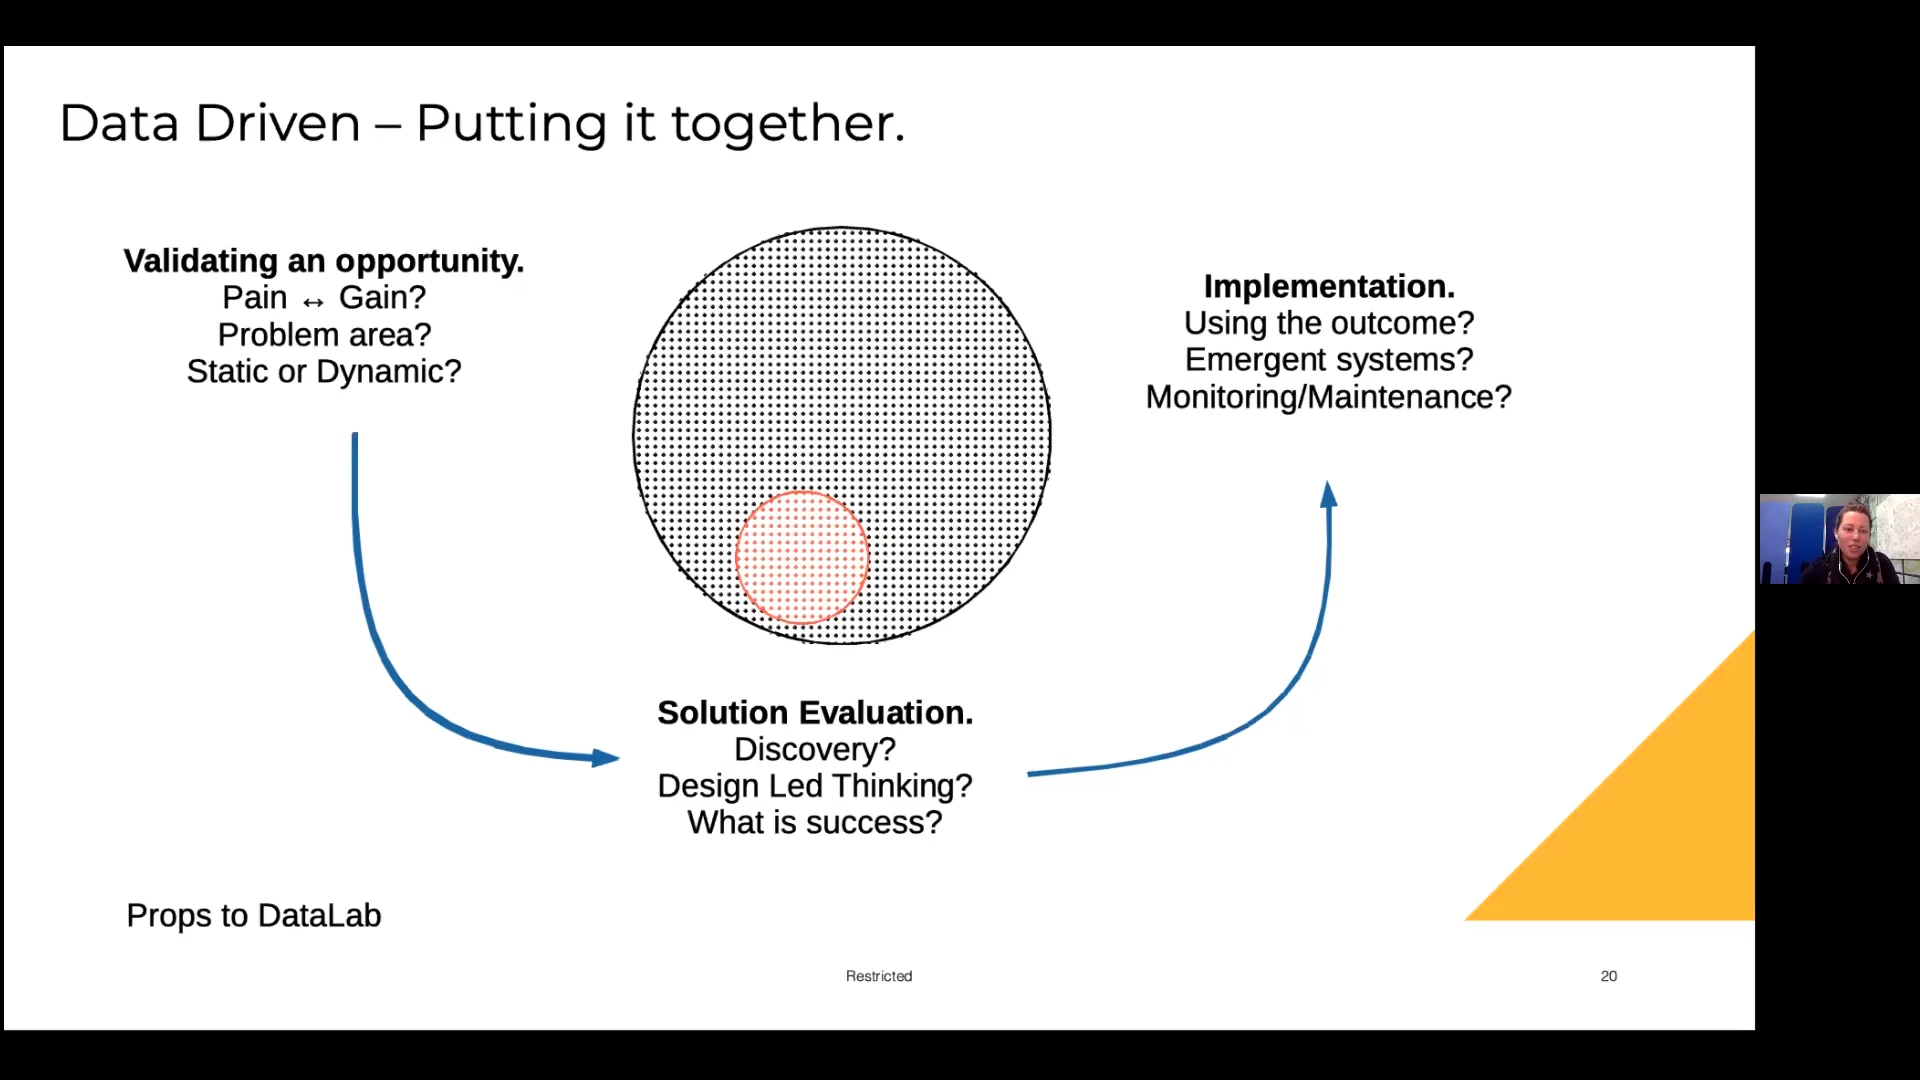 Data Driven – Putting it together.
Validating an opportunity.
Pain ↔ Gain?
Problem area?
Static or Dynamic?
Implementation.
Using the outcome?
Emergent systems?
Monitoring/Maintenance?
Solution Evaluation.
Discovery?
Design Led Thinking?
What is success?
Props to DataLab
Restricted
20